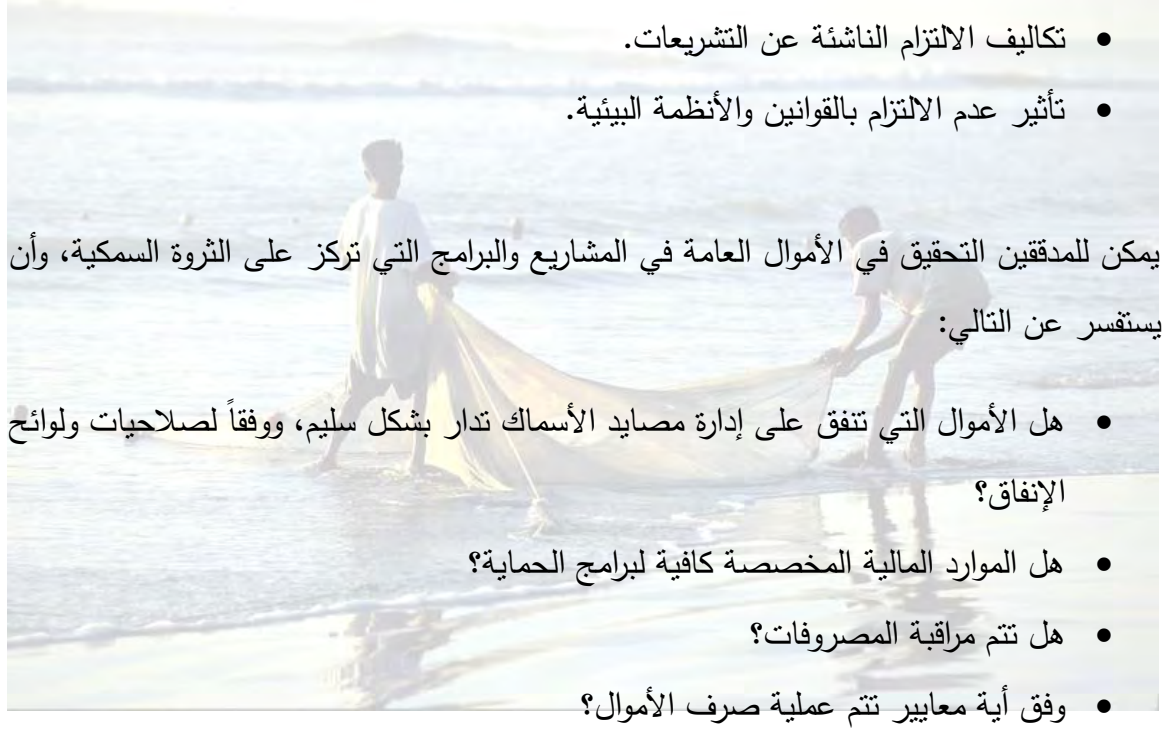 • تكاليف الالتزام الناشئة عن التشريعات.
• تأثير عدم الالتزام بالقوانين والأنظمة البيئية.
يمكن للمدققين التحقيق في الأموال العامة في المشاريع والبرامج التي تركز على الثروة السمكية، وأن
يستفسر عن التالي:
• هل الأموال التي تنفق على إدارة مصايد الأسماك تدار بشكل سليم، ووفقاً لصلاحيات ولوائح
الإنفاق؟
• هل الموارد المالية المخصصة كافية لبرامج الحماية؟
• هل تتم مراقبة المصروفات؟
• وفق أية معايير تتم عملية صرف الأموال؟